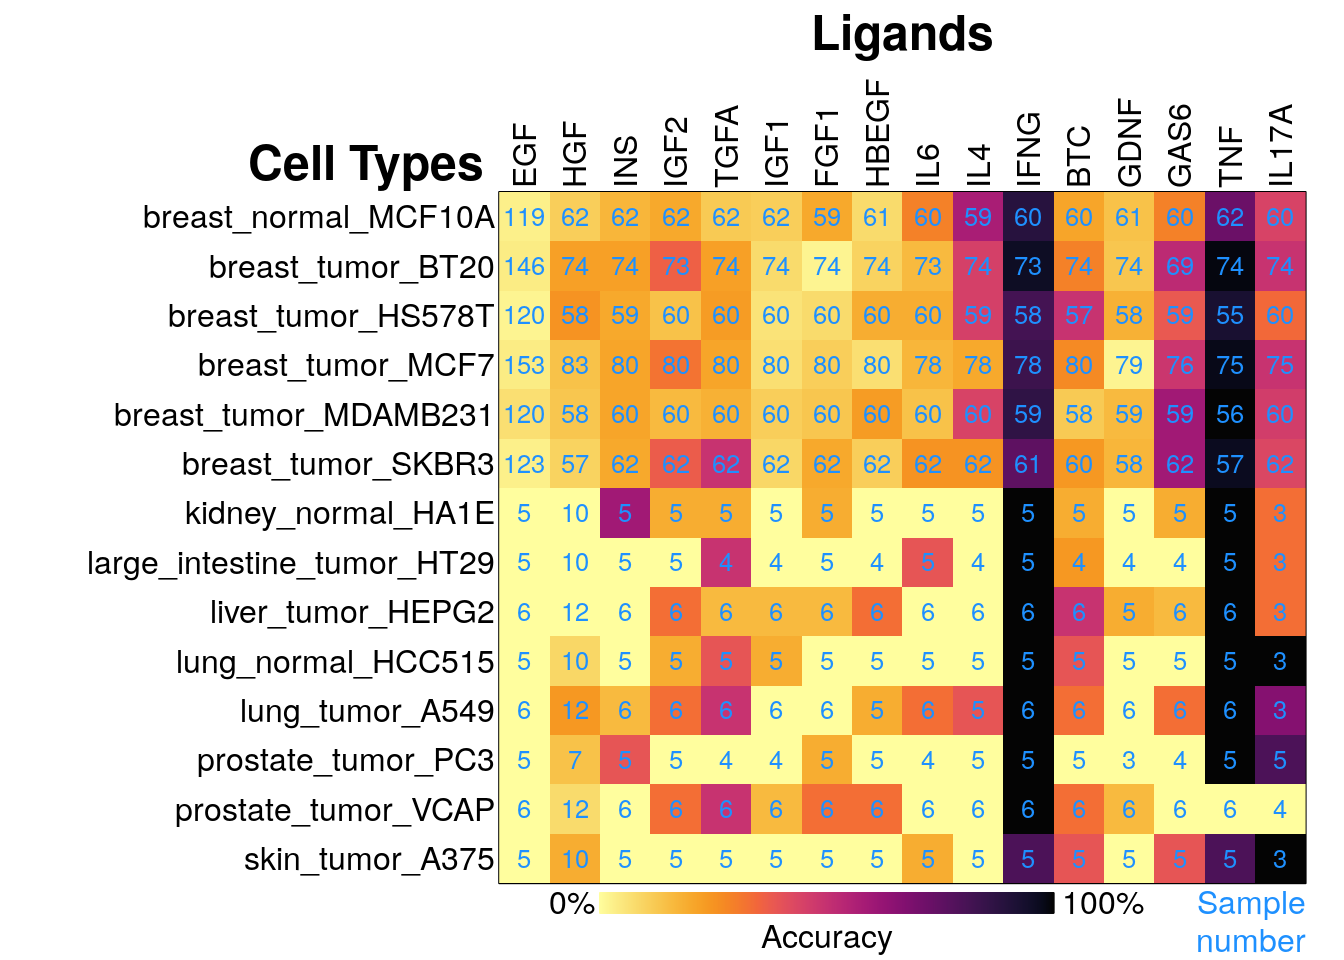 Ligands
Cell Types
EGF HGF INS IGF2 TGFA IGF1 FGF1 HBEGF IL6 IL4 IFNG BTC GDNF GAS6 TNF IL17A
breast_normal_MCF10A 119 62 62 62 62 62 59 61 60 59 60 60 61 60 62 60
breast_tumor_BT20 146 74 74 73 74 74 74 74 73 74 73 74 74 69 74 74
breast_tumor_HS578T 120 58 59 60 60 60 60 60 60 59 58 57 58 59 55 60
breast_tumor_MCF7 153 83 80 80 80 80 80 80 78 78 78 80 79 76 75 75
breast_tumor_MDAMB231 120 58 60 60 60 60 60 60 60 60 59 58 59 59 56 60
breast_tumor_SKBR3 123 57 62 62 62 62 62 62 62 62 61 60 58 62 57 62
kidney_normal_HA1E 5 10 5 5 5 5 5 5 5 5 5 5 5 5 5 3
large_intestine_tumor_HT29 5 10 5 5 4 4 5 4 5 4 5 4 4 4 5 3
liver_tumor_HEPG2 6 12 6 6 6 6 6 6 6 6 6 6 5 6 6 3
lung_normal_HCC515 5 10 5 5 5 5 5 5 5 5 5 5 5 5 5 3
lung_tumor_A549 6 12 6 6 6 6 6 5 6 5 6 6 6 6 6 3
prostate_tumor_PC3 5 7 5 5 4 4 5 5 4 5 5 5 3 4 5 5
prostate_tumor_VCAP 6 12 6 6 6 6 6 6 6 6 6 6 6 6 6 4
skin_tumor_A375 5 10 5 5 5 5 5 5 5 5 5 5 5 5 5 3
0% 100% Sample
Accuracy number